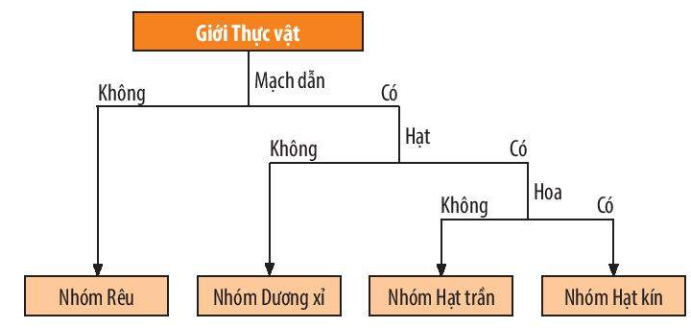 Giới Thực vật
Mạch dẫn
Không
Có
Hạt
Không
Có
Hoa
Không
Có
Nhóm Rêu
Nhóm Dương xỉ
Nhóm Hạt trần
Nhóm Hạt kín